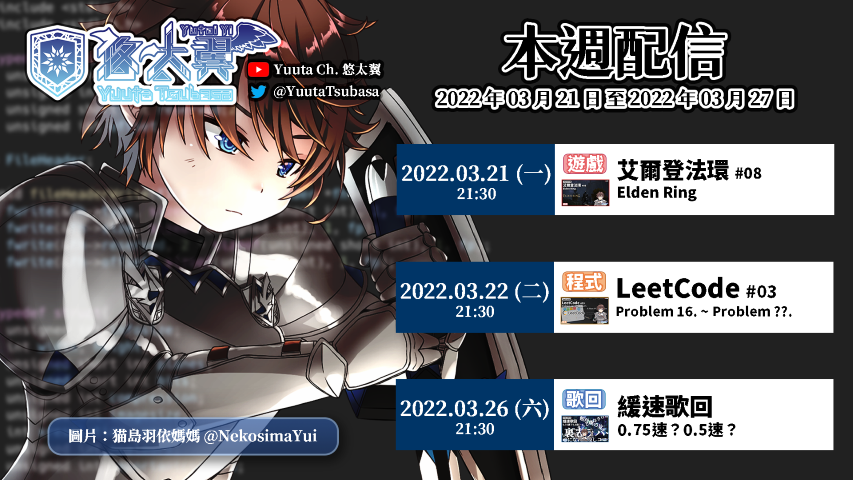 Yuutai Yi
悠太翼
Yuuta Tsubasa
Yuuta Ch. 悠太翼
@YuutaTsubasa
本週配信
2022年03月21日至2022年03月27日
2022.03.21 (一)
21:30
遊戲
艾爾登法環 #08
Elden Ring
2022.03.22 (二)
21:30
程式
LeetCode #03
Problem 16. ~ Problem ??.
2022.03.26 (六)
21:30
歌回
緩速歌回
0.75速？0.5速？
圖片：猫島羽依媽媽 @NekosimaYui